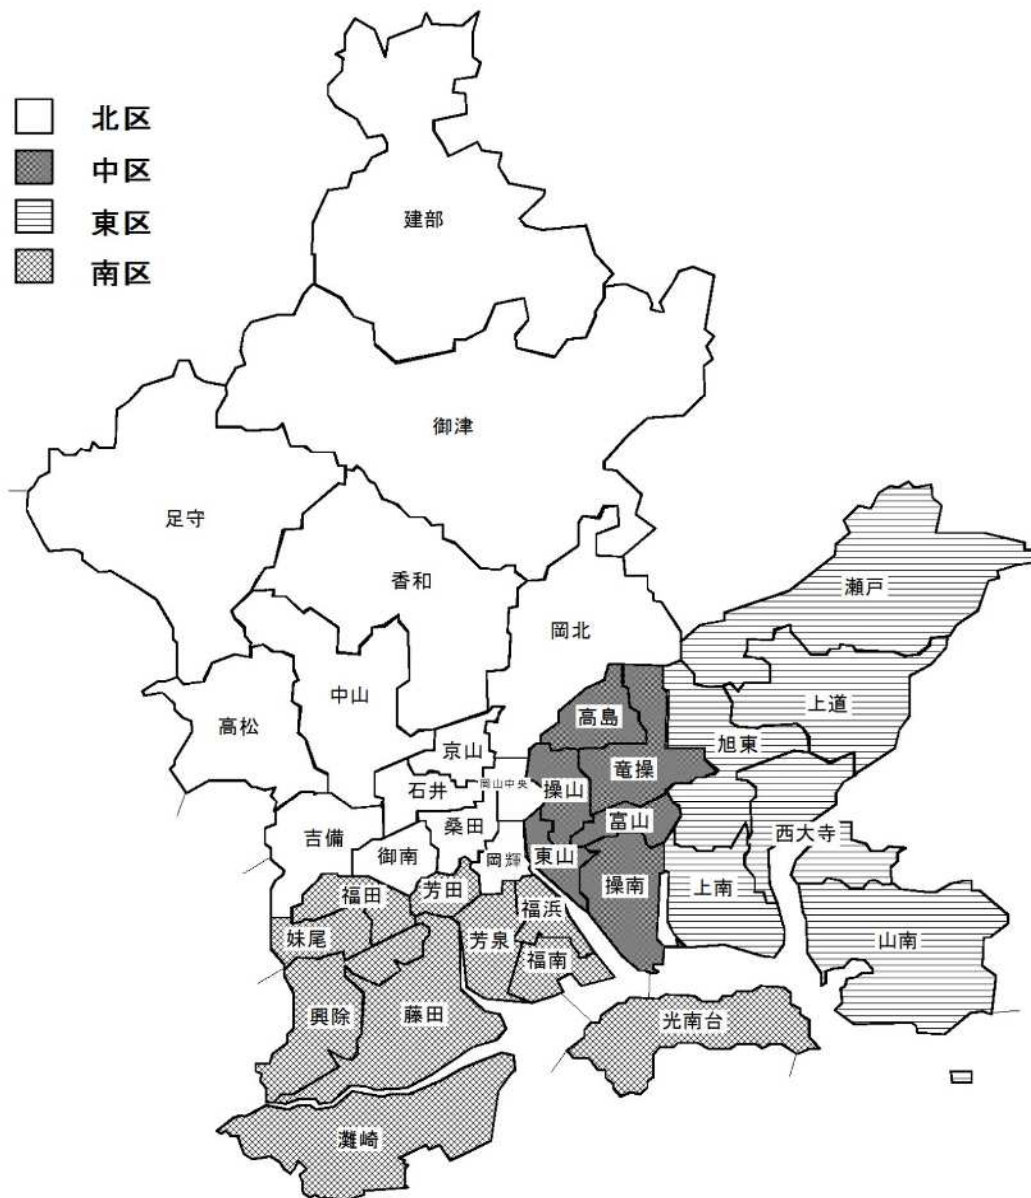 北区
中区
東区
南区
建部
御津
足守
香和
瀬戸
岡北
中山
上道
高松
高島
旭東
京山
竜操
石井
岡山中央
操山
桑田
富山
吉備
西大寺
御南
岡輝
東山
操南
上南
福田
芳田
福浜
妹尾
芳泉
山南
福南
興除
藤田
光南台
灘崎